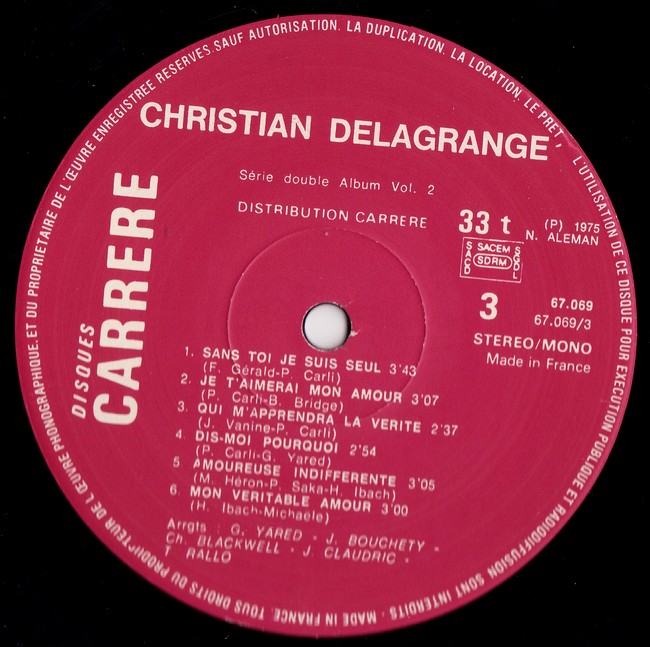 TOUS DROITS DU PRODUCTEUR DE L'ŒUVRE PHONOGRAPHIQUE.ET DU PROPRIETAIRE DE L'ŒUVRE ENREGISTREE RESERVES.SAUF AUTORISATION. LA DUPLICATION. LA LOCATION. LE PRET, L'UTILISATION DE CE DISQUE POUR EXECUTION PUBLIQUE ET RADIODIFFUSION SONT INTERDITS - MADE IN FRANCE.
CHRISTIAN DELAGRANGE
Série double Album Vol. 2
DISTRIBUTION CARRERE
33 t
(P) 1975
N. ALEMAN
SACEM
SACD
SDRM
SGDL
DISQUES
CARRERE
3
67.069
67.069/3
STEREO/MONO
Made in France
1. SANS TOI JE SUIS SEUL 3'43
(F. Gérald-P. Carli)
2. JE T'AIMERAI MON AMOUR 3'07
(P. Carli-B. Bridge)
3. QUI M'APPRENDRA LA VERITE 2'37
(J. Vanine-P. Carli)
4. DIS-MOI POURQUOI 2'54
(P. Carli-G. Yared)
5 AMOUREUSE INDIFFERENTE 3'05
(M. Héron-P. Saka-H. Ibach)
6. MON VERITABLE AMOUR 3'00
(H. Ibach-Michaële)
Arrgts : G. YARED - J. BOUCHETY -
Ch. BLACKWELL - J. CLAUDRIC -
T. RALLO